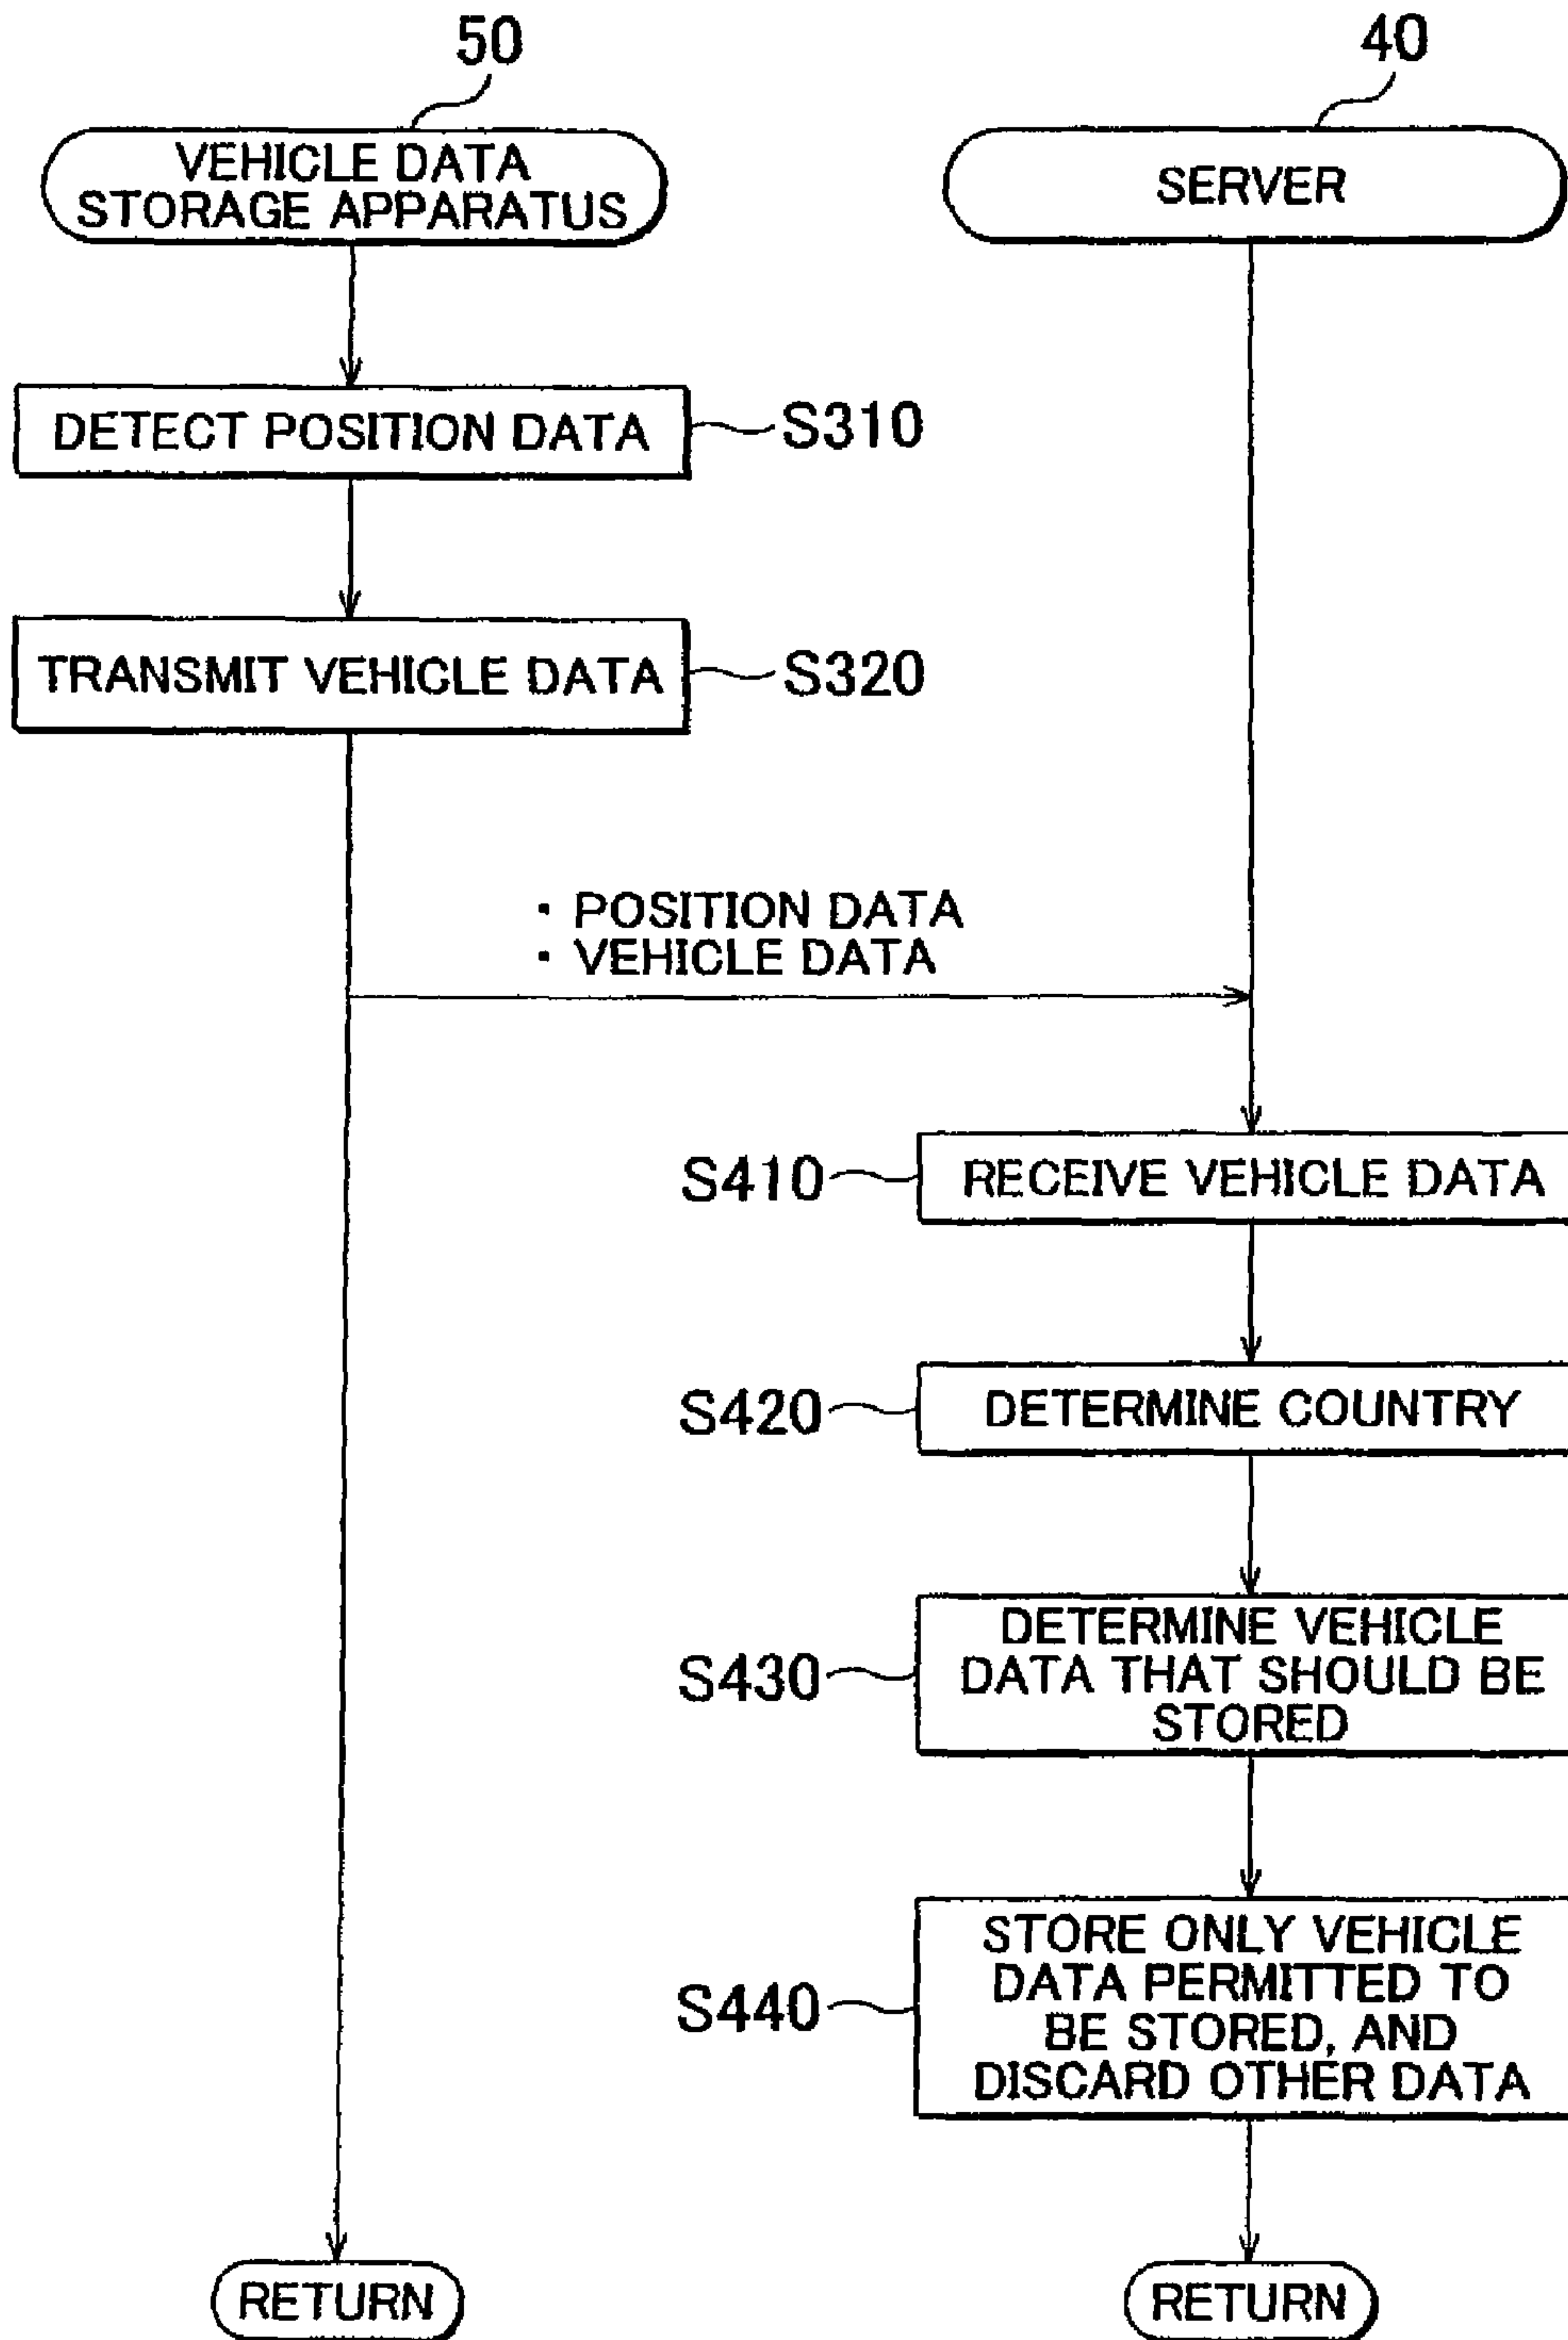 50
VEHICLE DATA
STORAGE APPARATUS
40
SERVER
DETECT POSITION DATA
S310
TRANSMIT VEHICLE DATA
S320
・ POSITION DATA
・ VEHICLE DATA
S410
RECEIVE VEHICLE DATA
S420
DETERMINE COUNTRY
S430
DETERMINE VEHICLE
DATA THAT SHOULD BE
STORED
S440
STORE ONLY VEHICLE
DATA PERMITTED TO
BE STORED, AND
DISCARD OTHER DATA
RETURN
RETURN